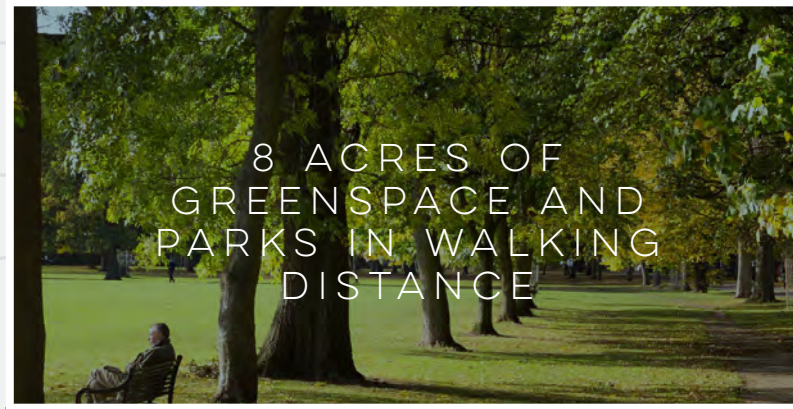 8 ACRES OF
GREENSPACE AND
PARKS IN WALKING
DISTANCE